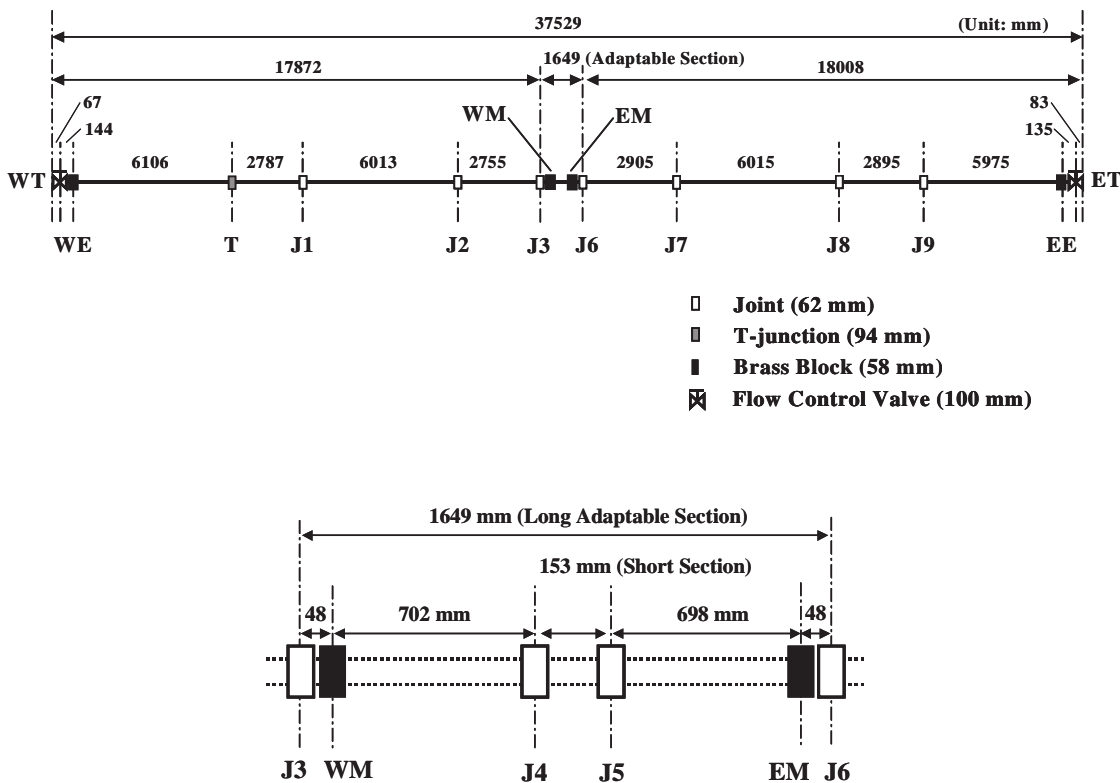 37529 (Unit: mm)
17872 1649 (Adaptable Section) 18008
67 WM EM 83
144 135
6106 2787 6013 2755 2905 6015 2895 5975
WT ET
WE T J1 J2 J3 J6 J7 J8 J9 EE
Joint (62 mm)
T-junction (94 mm)
Brass Block (58 mm)
Flow Control Valve (100 mm)
1649 mm (Long Adaptable Section)
153 mm (Short Section)
48 702 mm 698 mm 48
J3 WM J4 J5 EM J6